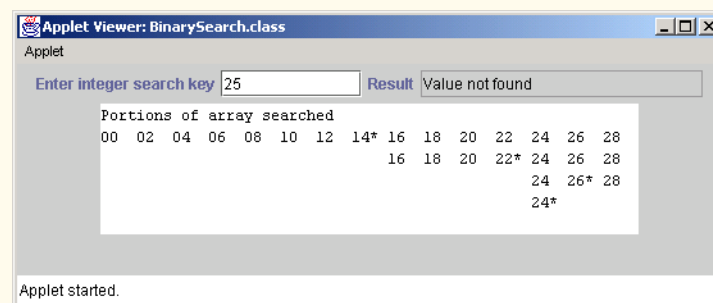 Applet Viewer: BinarySearch.class
Applet
Enter integer search key 25 Result Value not found
Portions of array searched
00 02 04 06 08 10 12 14* 16 18 20 22 24 26 28
16 18 20 22* 24 26 28
24 26* 28
24*
Applet started.